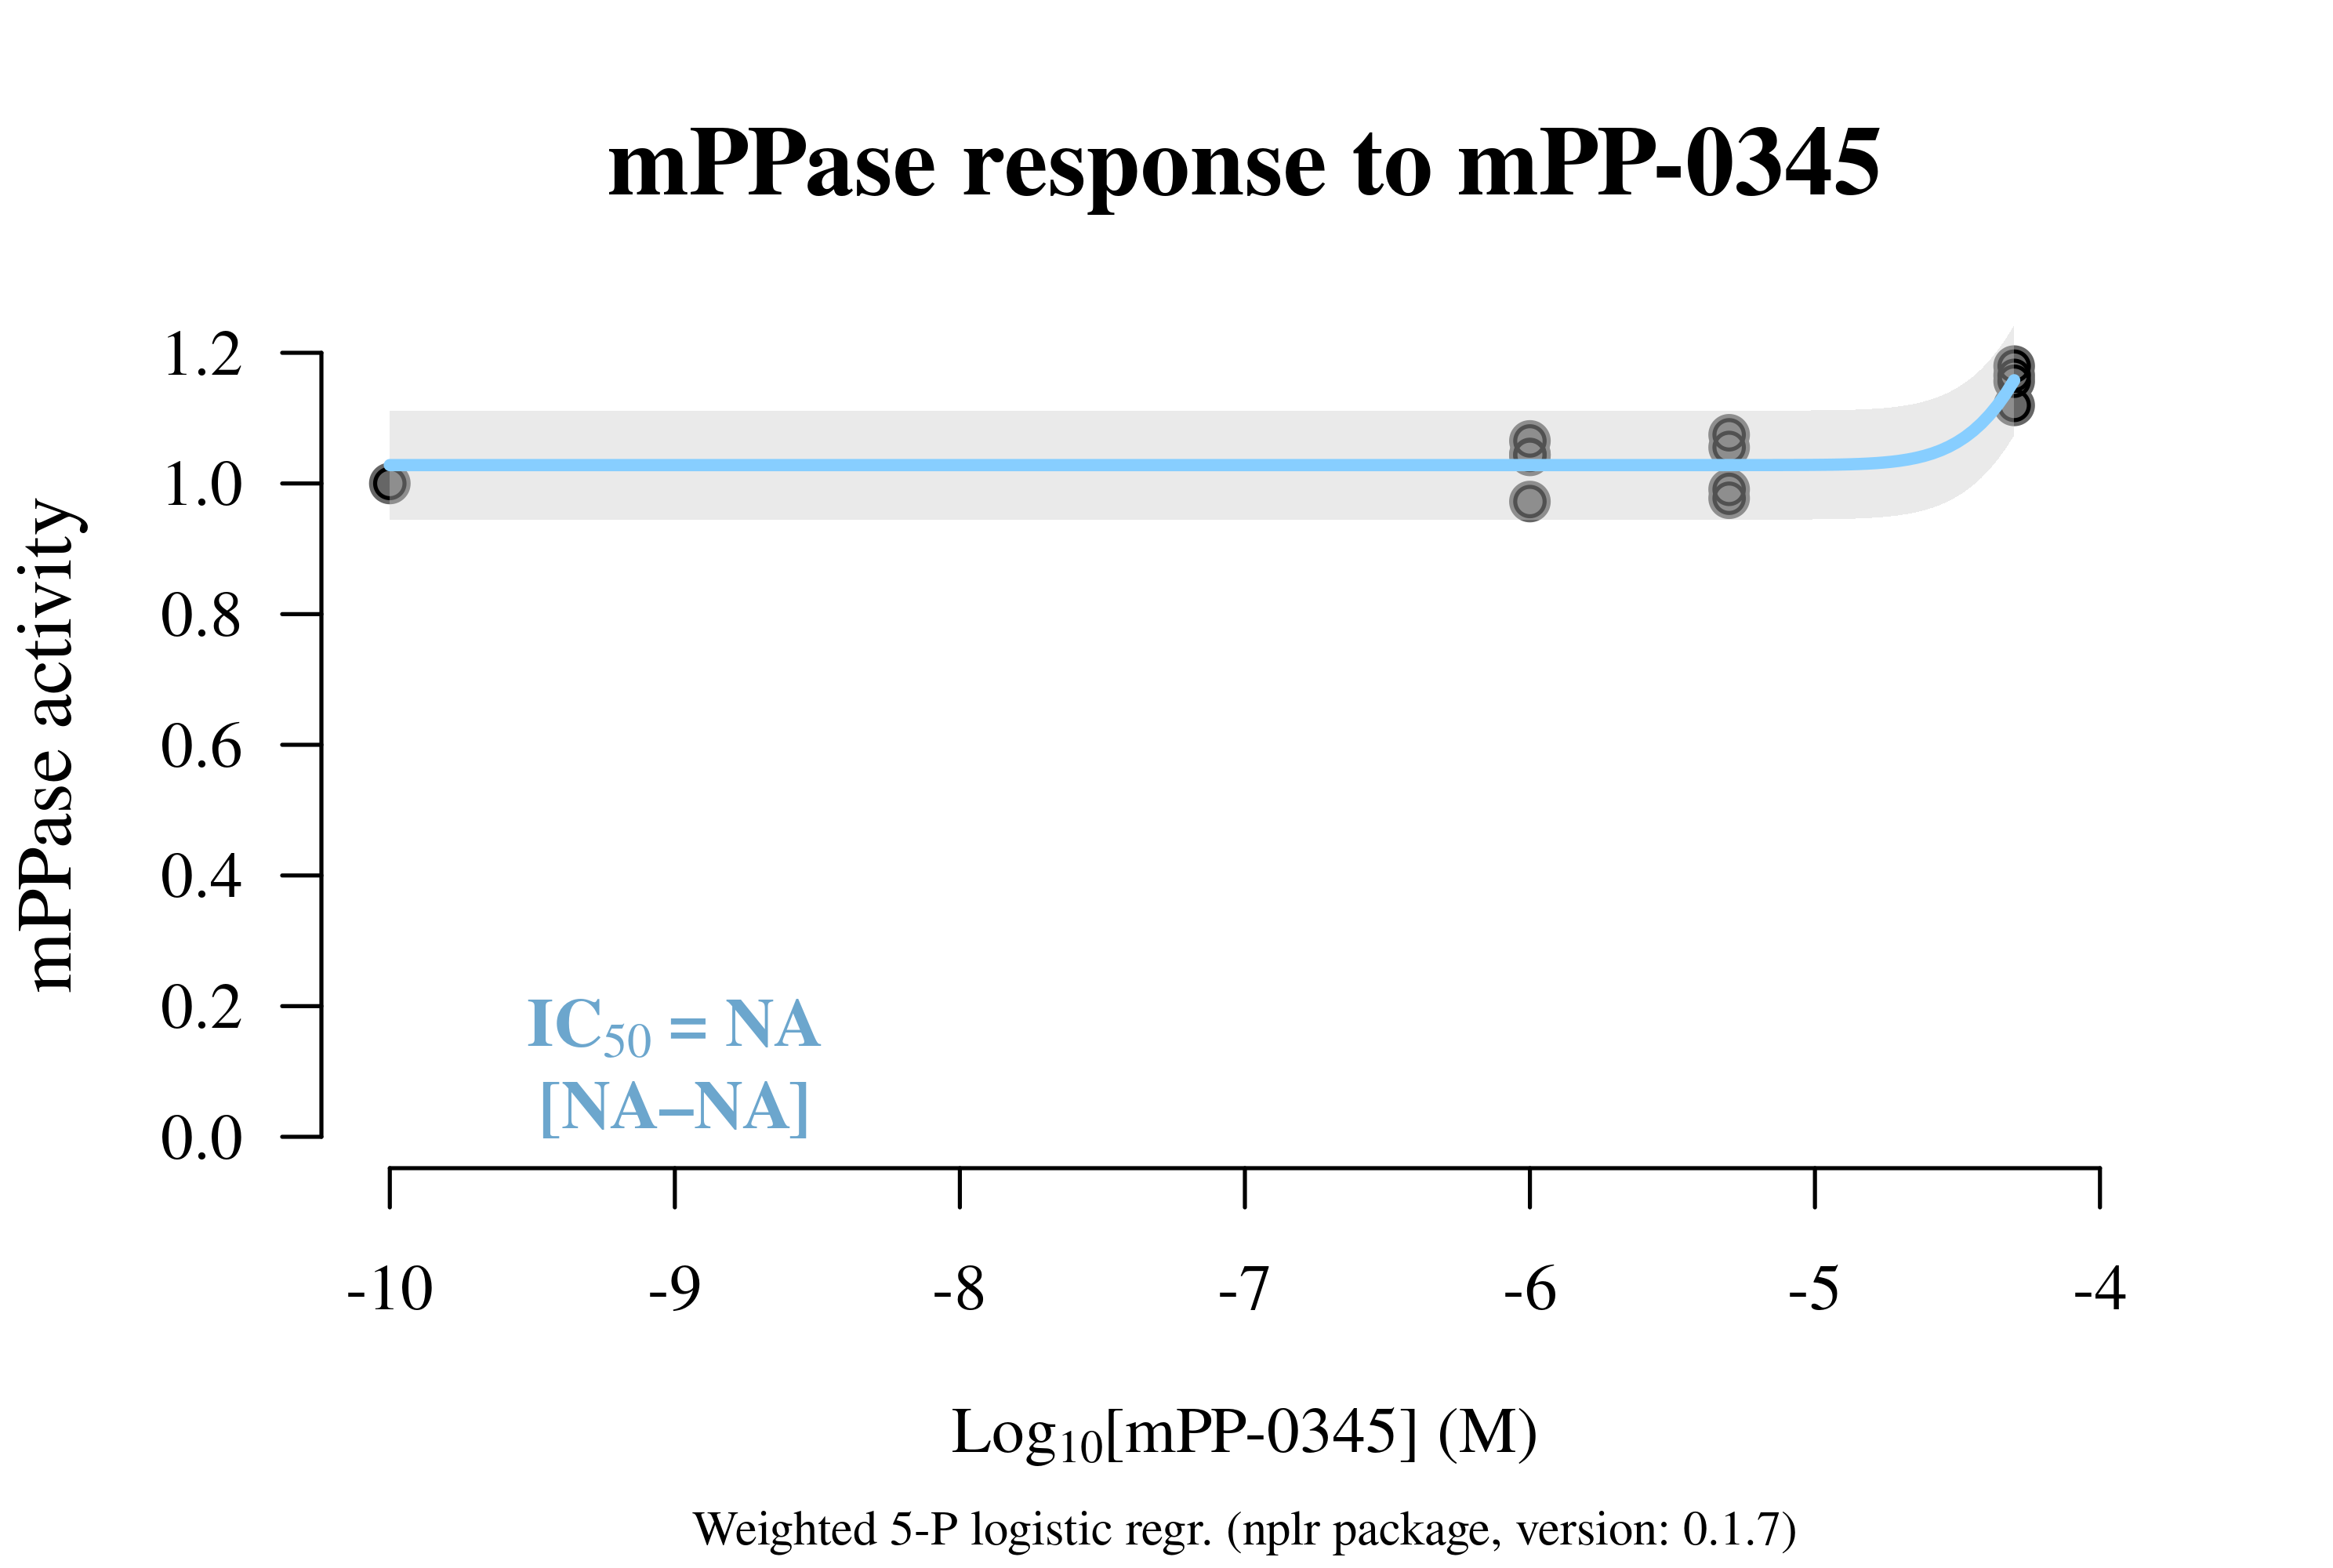 mPPase response to mPP-0345
mPPase activity
1.2
1.0
0.8
0.6
0.4
0.2
0.0
IC50 = NA
[NA–NA]
-10 -9 -8 -7 -6 -5 -4
Log10[mPP-0345] (M)
Weighted 5-P logistic regr. (nplr package, version: 0.1.7)